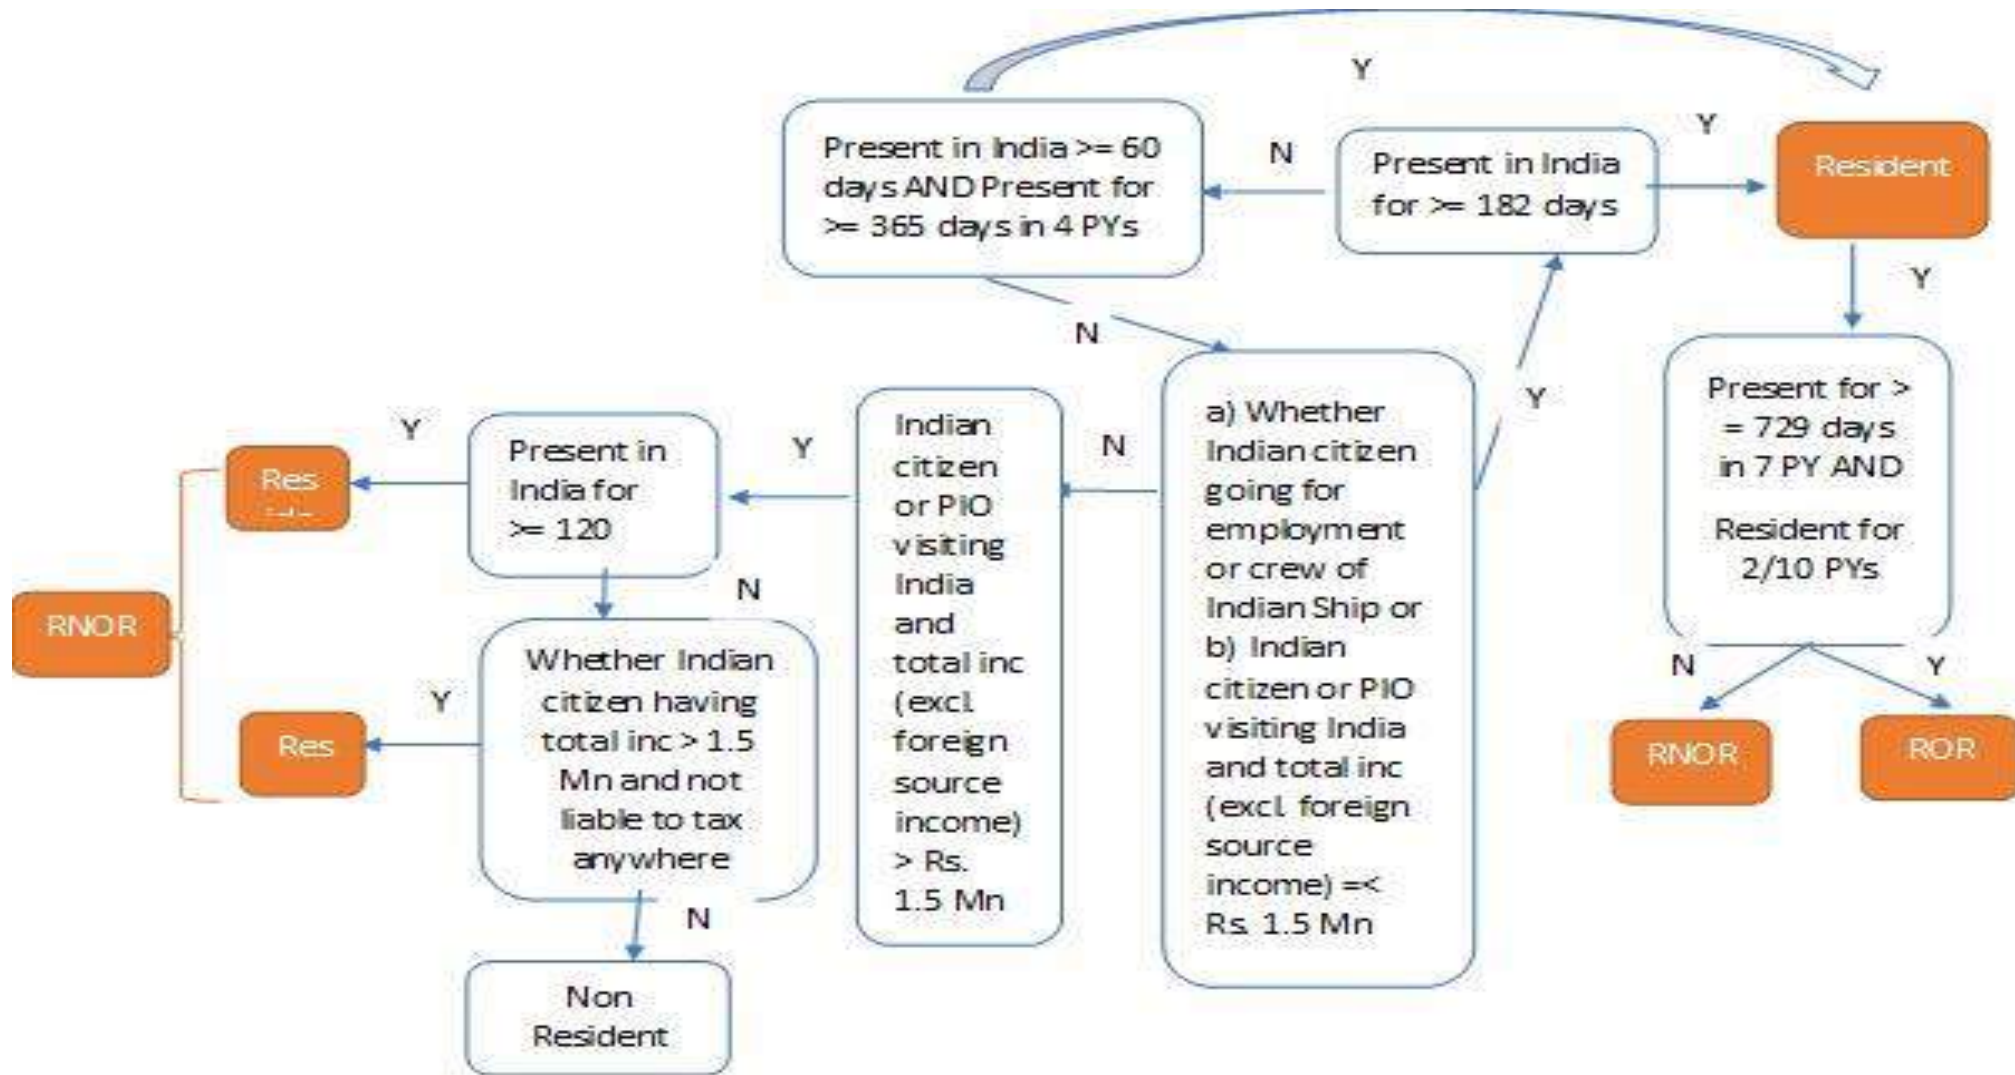 Y
Present in India >= 60
days AND Present for
>= 365 days in 4 PYs
N
Present in India
for >= 182 days
Y
Resident
Y
N
Y
Present for >
= 729 days
in 7 PY AND
Resident for
2/10 PYs
N
Y
RNOR
ROR
a) Whether
Indian citizen
going for
employment
or crew of
Indian Ship or
b) Indian
citizen or PIO
visiting India
and total inc
(excl. foreign
source
income) =<
Rs. 1.5 Mn
N
Indian
citizen
or PIO
visiting
India
and
total inc
(excl.
foreign
source
income)
> Rs.
1.5 Mn
Y
Present in
India for
>= 120
Y
Res
N
Whether Indian
citizen having
total inc > 1.5
Mn and not
liable to tax
anywhere
Y
Res
RNOR
N
Non
Resident